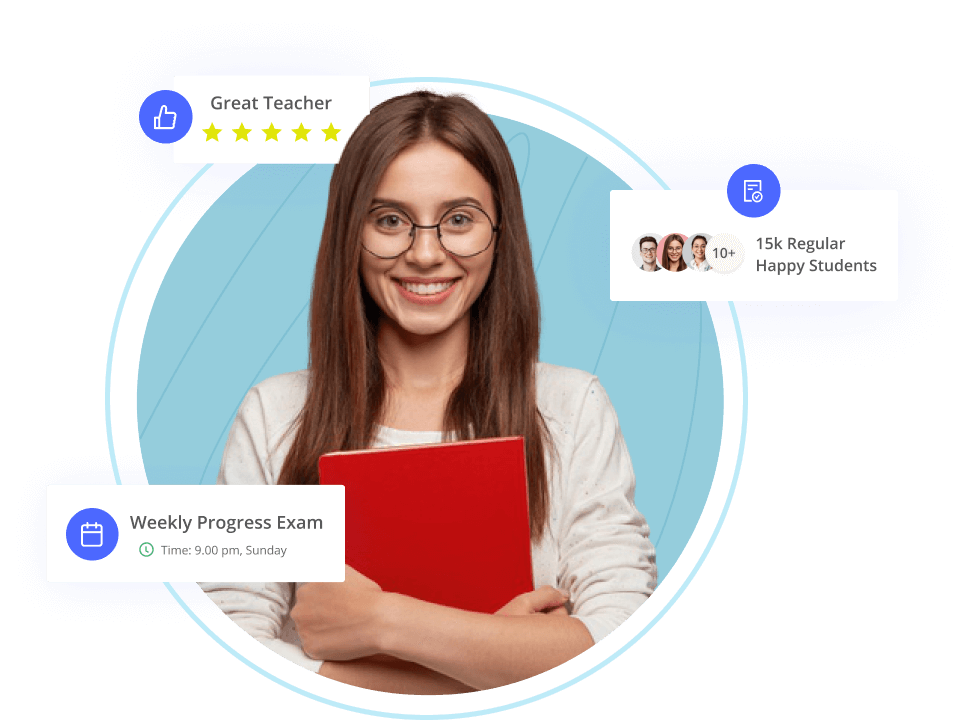 Great Teacher
10+
15k Regular
Happy Students
Weekly Progress Exam
Time: 9.00 pm, Sunday